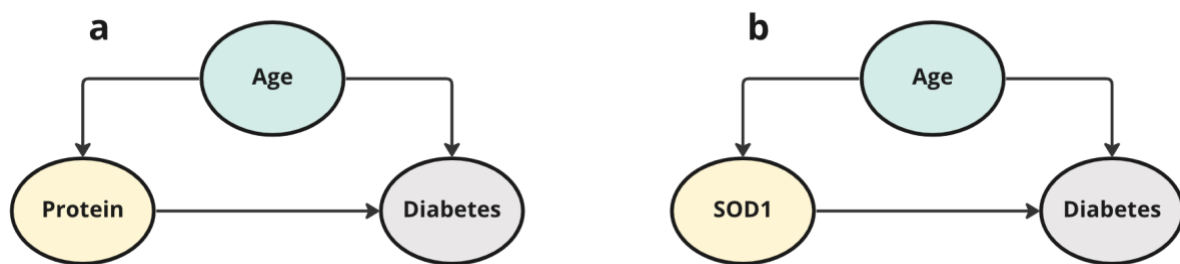 a
Age
Protein
Diabetes
b
Age
SOD1
Diabetes